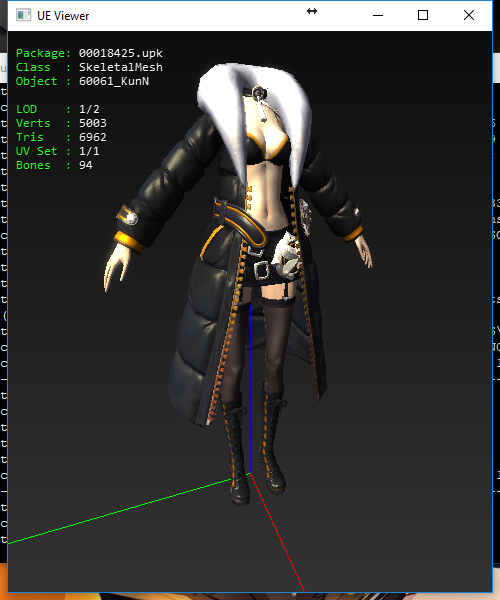 UE Viewer
Package: 00018425.upk
Class : SkeletalMesh
Object : 60061_KunN
LOD : 1/2
Verts : 5003
Tris : 6962
UV Set : 1/1
Bones : 94